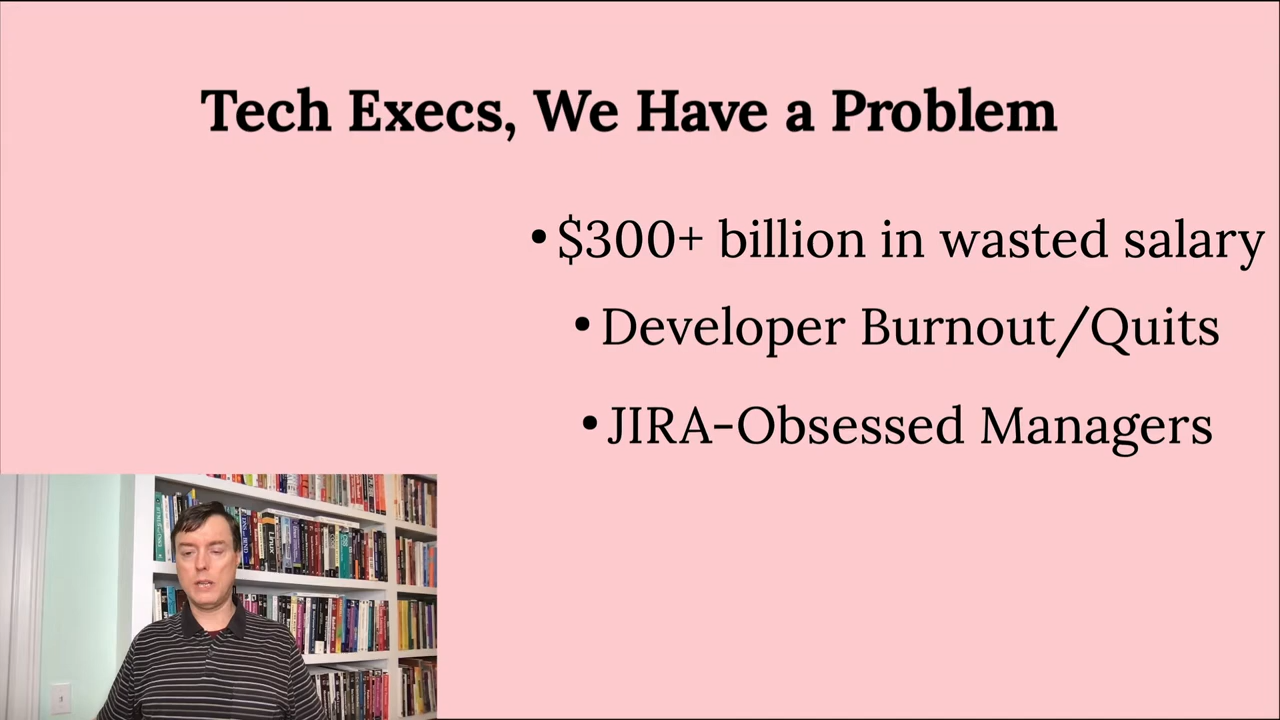 Tech Execs, We Have a Problem
•$300+ billion in wasted salary
•Developer Burnout/Quits
•JIRA-Obsessed Managers